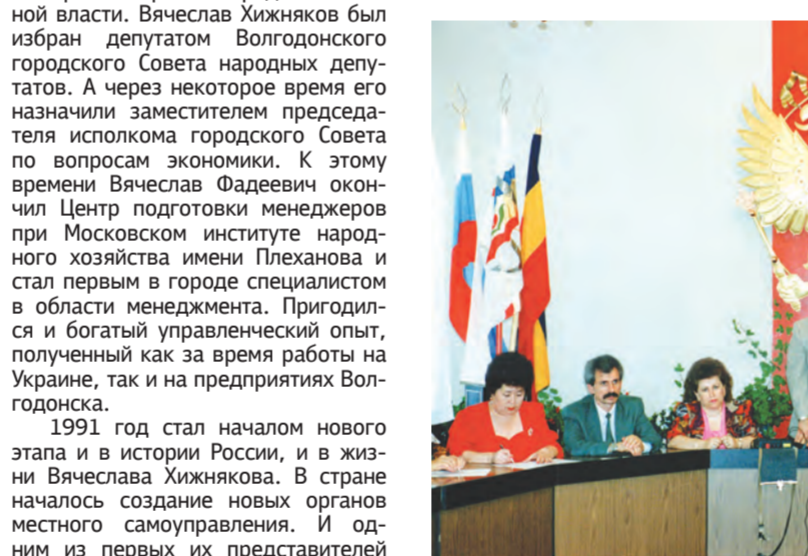 ной власти. Вячеслав Хижняков был
избран депутатом Волгодонского
городского Совета народных депу-
татов. А через некоторое время его
назначили заместителем председа-
теля исполкома городского Совета
по вопросам экономики. К этому
времени Вячеслав Фадеевич окон-
чил Центр подготовки менеджеров
при Московском институте народ-
ного хозяйства имени Плеханова и
стал первым в городе специалистом
в области менеджмента. Пригодил-
ся и богатый управленческий опыт,
полученный как за время работы на
Украине, так и на предприятиях Вол-
годонска.
1991 год стал началом нового
этапа и в истории России, и в жиз-
ни Вячеслава Хижнякова. В стране
началось создание новых органов
местного самоуправления. И од-
ним из первых их представителей